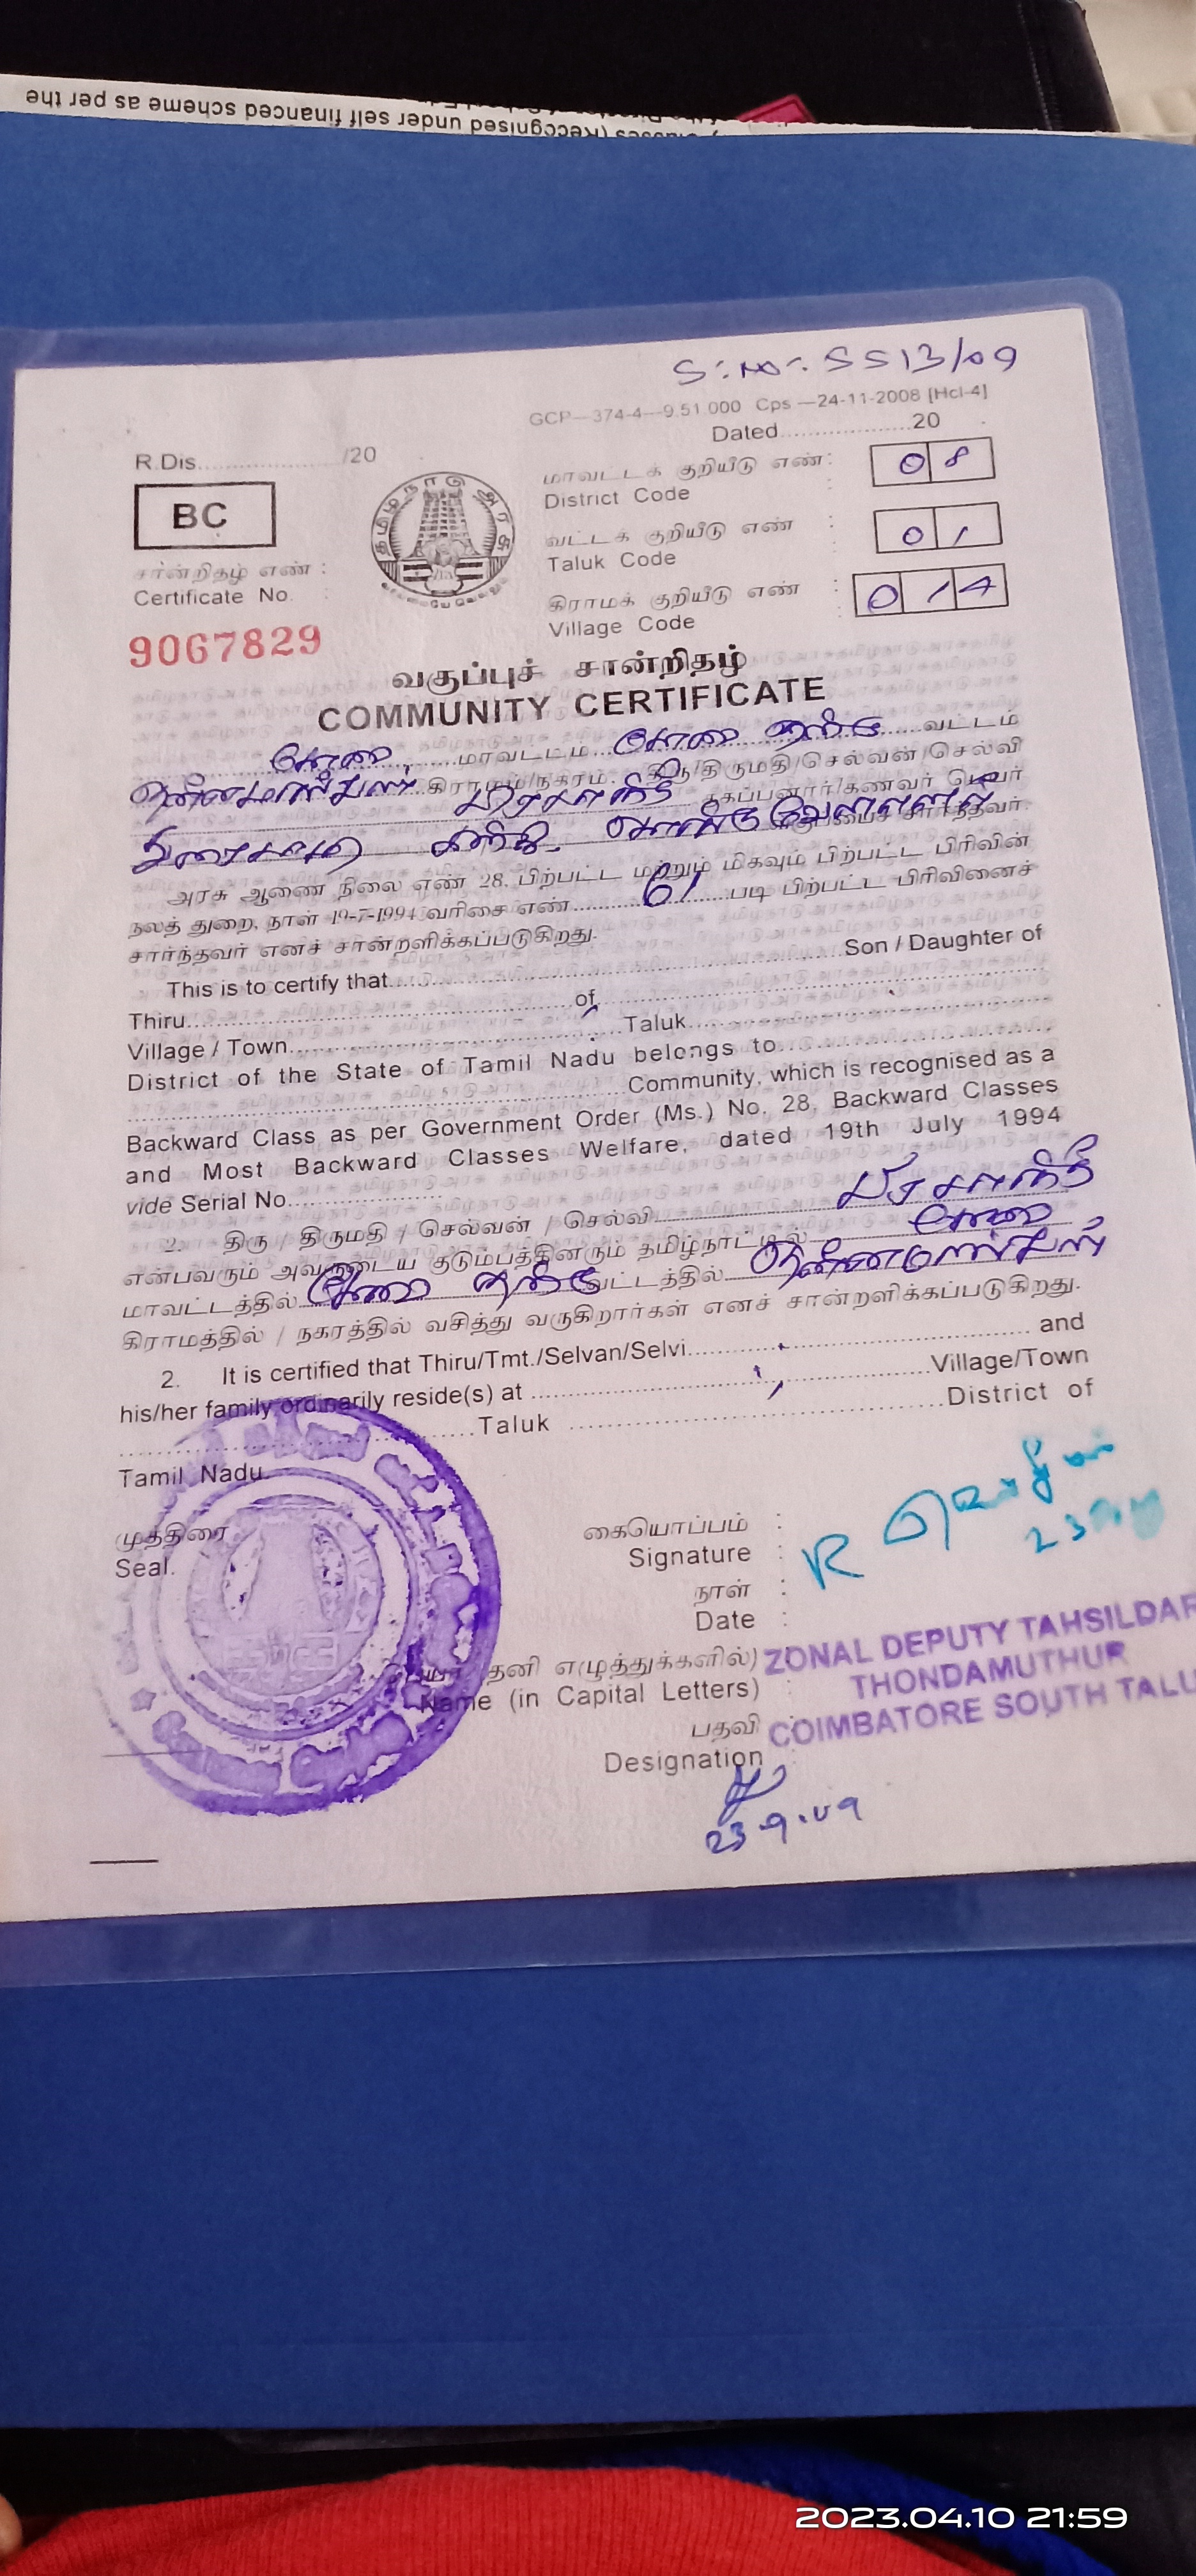 Classes (Recognised under self financed scheme as per the
S.No: 5513/09
GCP—374-4—9.51.000 Cps —24-11-2008 [Hcl-4]
R.Dis....................../20
Dated....................20
BC
தமிழ்நாடு அரசு
மாவட்டக் குறியீடு எண் :
District Code
08
வட்டக் குறியீடு எண் :
Taluk Code
01
சான்றிதழ் எண் :
Certificate No. :
கிராமக் குறியீடு எண் :
Village Code
014
9067829
வகுப்புச் சான்றிதழ்
COMMUNITY CERTIFICATE
கோவை மாவட்டம் கோவை தெற்கு வட்டம்
கிராமம்/நகரம். திரு/திருமதி/செல்வன்/செல்வி
பிரசாந்த் தகப்பனார்/கணவர் பெயர்
துரைசாமி
வகுப்பைச் சார்ந்தவர்.
அரசு ஆணை நிலை எண் 28, பிற்பட்ட மற்றும் மிகவும் பிற்பட்ட பிரிவின்
நலத் துறை, நாள் 19-7-1994 வரிசை எண் 61 படி பிற்பட்ட பிரிவினைச்
சார்ந்தவர் எனச் சான்றளிக்கப்படுகிறது.
This is to certify that..........Son / Daughter of
Thiru..........of..........
Village / Town..........Taluk..........
District of the State of Tamil Nadu belongs to..........
..........Community, which is recognised as a
Backward Class as per Government Order (Ms.) No. 28, Backward Classes
and Most Backward Classes Welfare, dated 19th July 1994
vide Serial No..........
2. திரு / திருமதி / செல்வன் / செல்வி பிரசாந்த்
என்பவரும் அவருடைய குடும்பத்தினரும் தமிழ்நாட்டில் கோவை
மாவட்டத்தில் கோவை தெற்கு வட்டத்தில்
கிராமத்தில் / நகரத்தில் வசித்து வருகிறார்கள் எனச் சான்றளிக்கப்படுகிறது.
2. It is certified that Thiru/Tmt./Selvan/Selvi..........and
his/her family ordinarily reside(s) at..........Village/Town
..........Taluk..........District of
Tamil Nadu.
முத்திரை
Seal.
கையொப்பம் :
Signature :
நாள் :
Date :
தனி எழுத்துக்களில்)
Name (in Capital Letters) :
பதவி
Designation
ZONAL DEPUTY TAHSILDAR
THONDAMUTHUR
COIMBATORE SOUTH TALU
23.9.09
2023.04.10 21:59